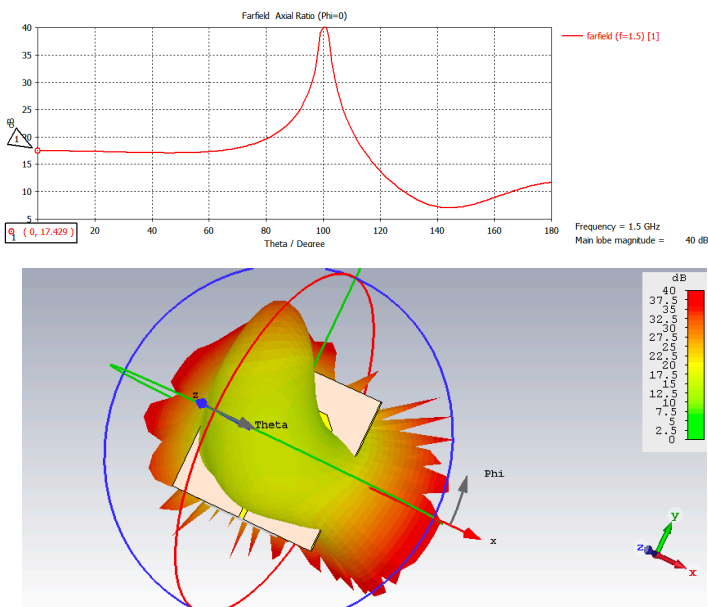 Farfield Axial Ratio (Phi=0)
40
35
30
25
20
15
10
5
dB
1
20
40
60
80
100
120
140
160
180
Theta / Degree
1 ( 0, 17.429 )
farfield (f=1.5) [1]
Frequency = 1.5 GHz
Main lobe magnitude = 40 dB
dB
40
37.5
35
32.5
30
27.5
25
22.5
20
17.5
15
12.5
10
7.5
5
2.5
0
z
Theta
Phi
x
y
z
x